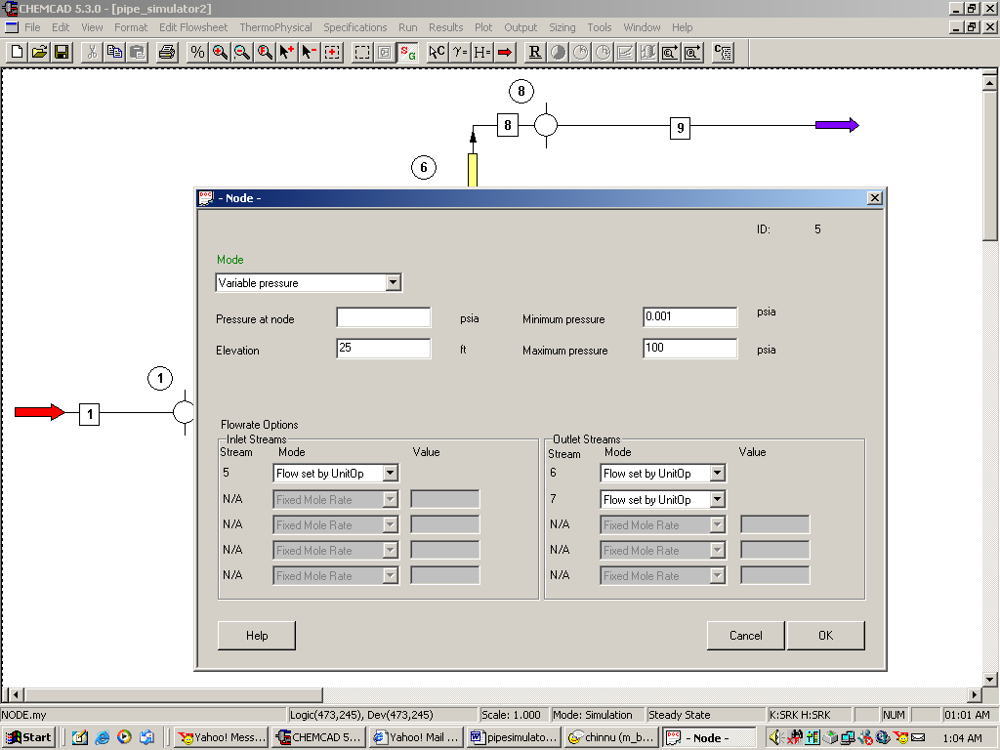 CHEMCAD 5.3.0 - [pipe_simulator2]
File Edit View Format Edit Flowsheet ThermoPhysical Specifications Run Results Plot Output Sizing Tools Window Help
% C γ= H= R
S G
8
8 9
6
DOC - Node -
ID: 5
Mode
Variable pressure
Pressure at node psia Minimum pressure 0.001 psia
Elevation 25 ft Maximum pressure 100 psia
1
1
Flowrate Options
Inlet Streams Outlet Streams
Stream Mode Value Stream Mode Value
5 Flow set by UnitOp 6 Flow set by UnitOp
N/A Fixed Mole Rate 7 Flow set by UnitOp
N/A Fixed Mole Rate N/A Fixed Mole Rate
N/A Fixed Mole Rate N/A Fixed Mole Rate
N/A Fixed Mole Rate N/A Fixed Mole Rate
Help Cancel OK
NODE.my Logic(473,245), Dev(473,245) Scale: 1.000 Mode: Simulation Steady State K:SRK H:SRK NUM 01:01 AM
Start Yahoo! Mess... CHEMCAD 5.... Yahoo! Mail ... pipesimulato... chinnu (m_b... - Node - 1:04 AM